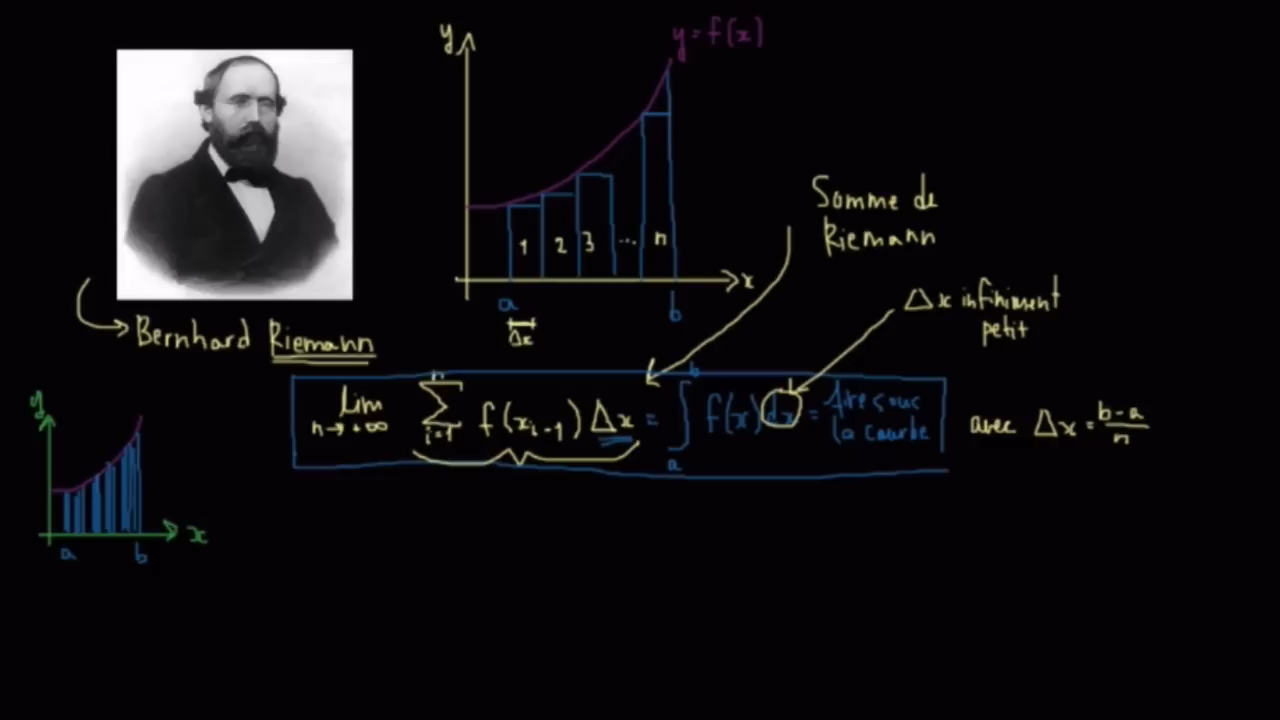 y
y = f(x)
1 2 3 ... n
x
a
b
Δx
Somme de
Riemann
Δx infiniment
petit
Bernhard Riemann
lim n→+∞ n Σ i=1 f(x i-1) Δx = ∫ a b f(x) dx = Aire sous
la courbe
avec Δx = b-a/n
y
x
a b